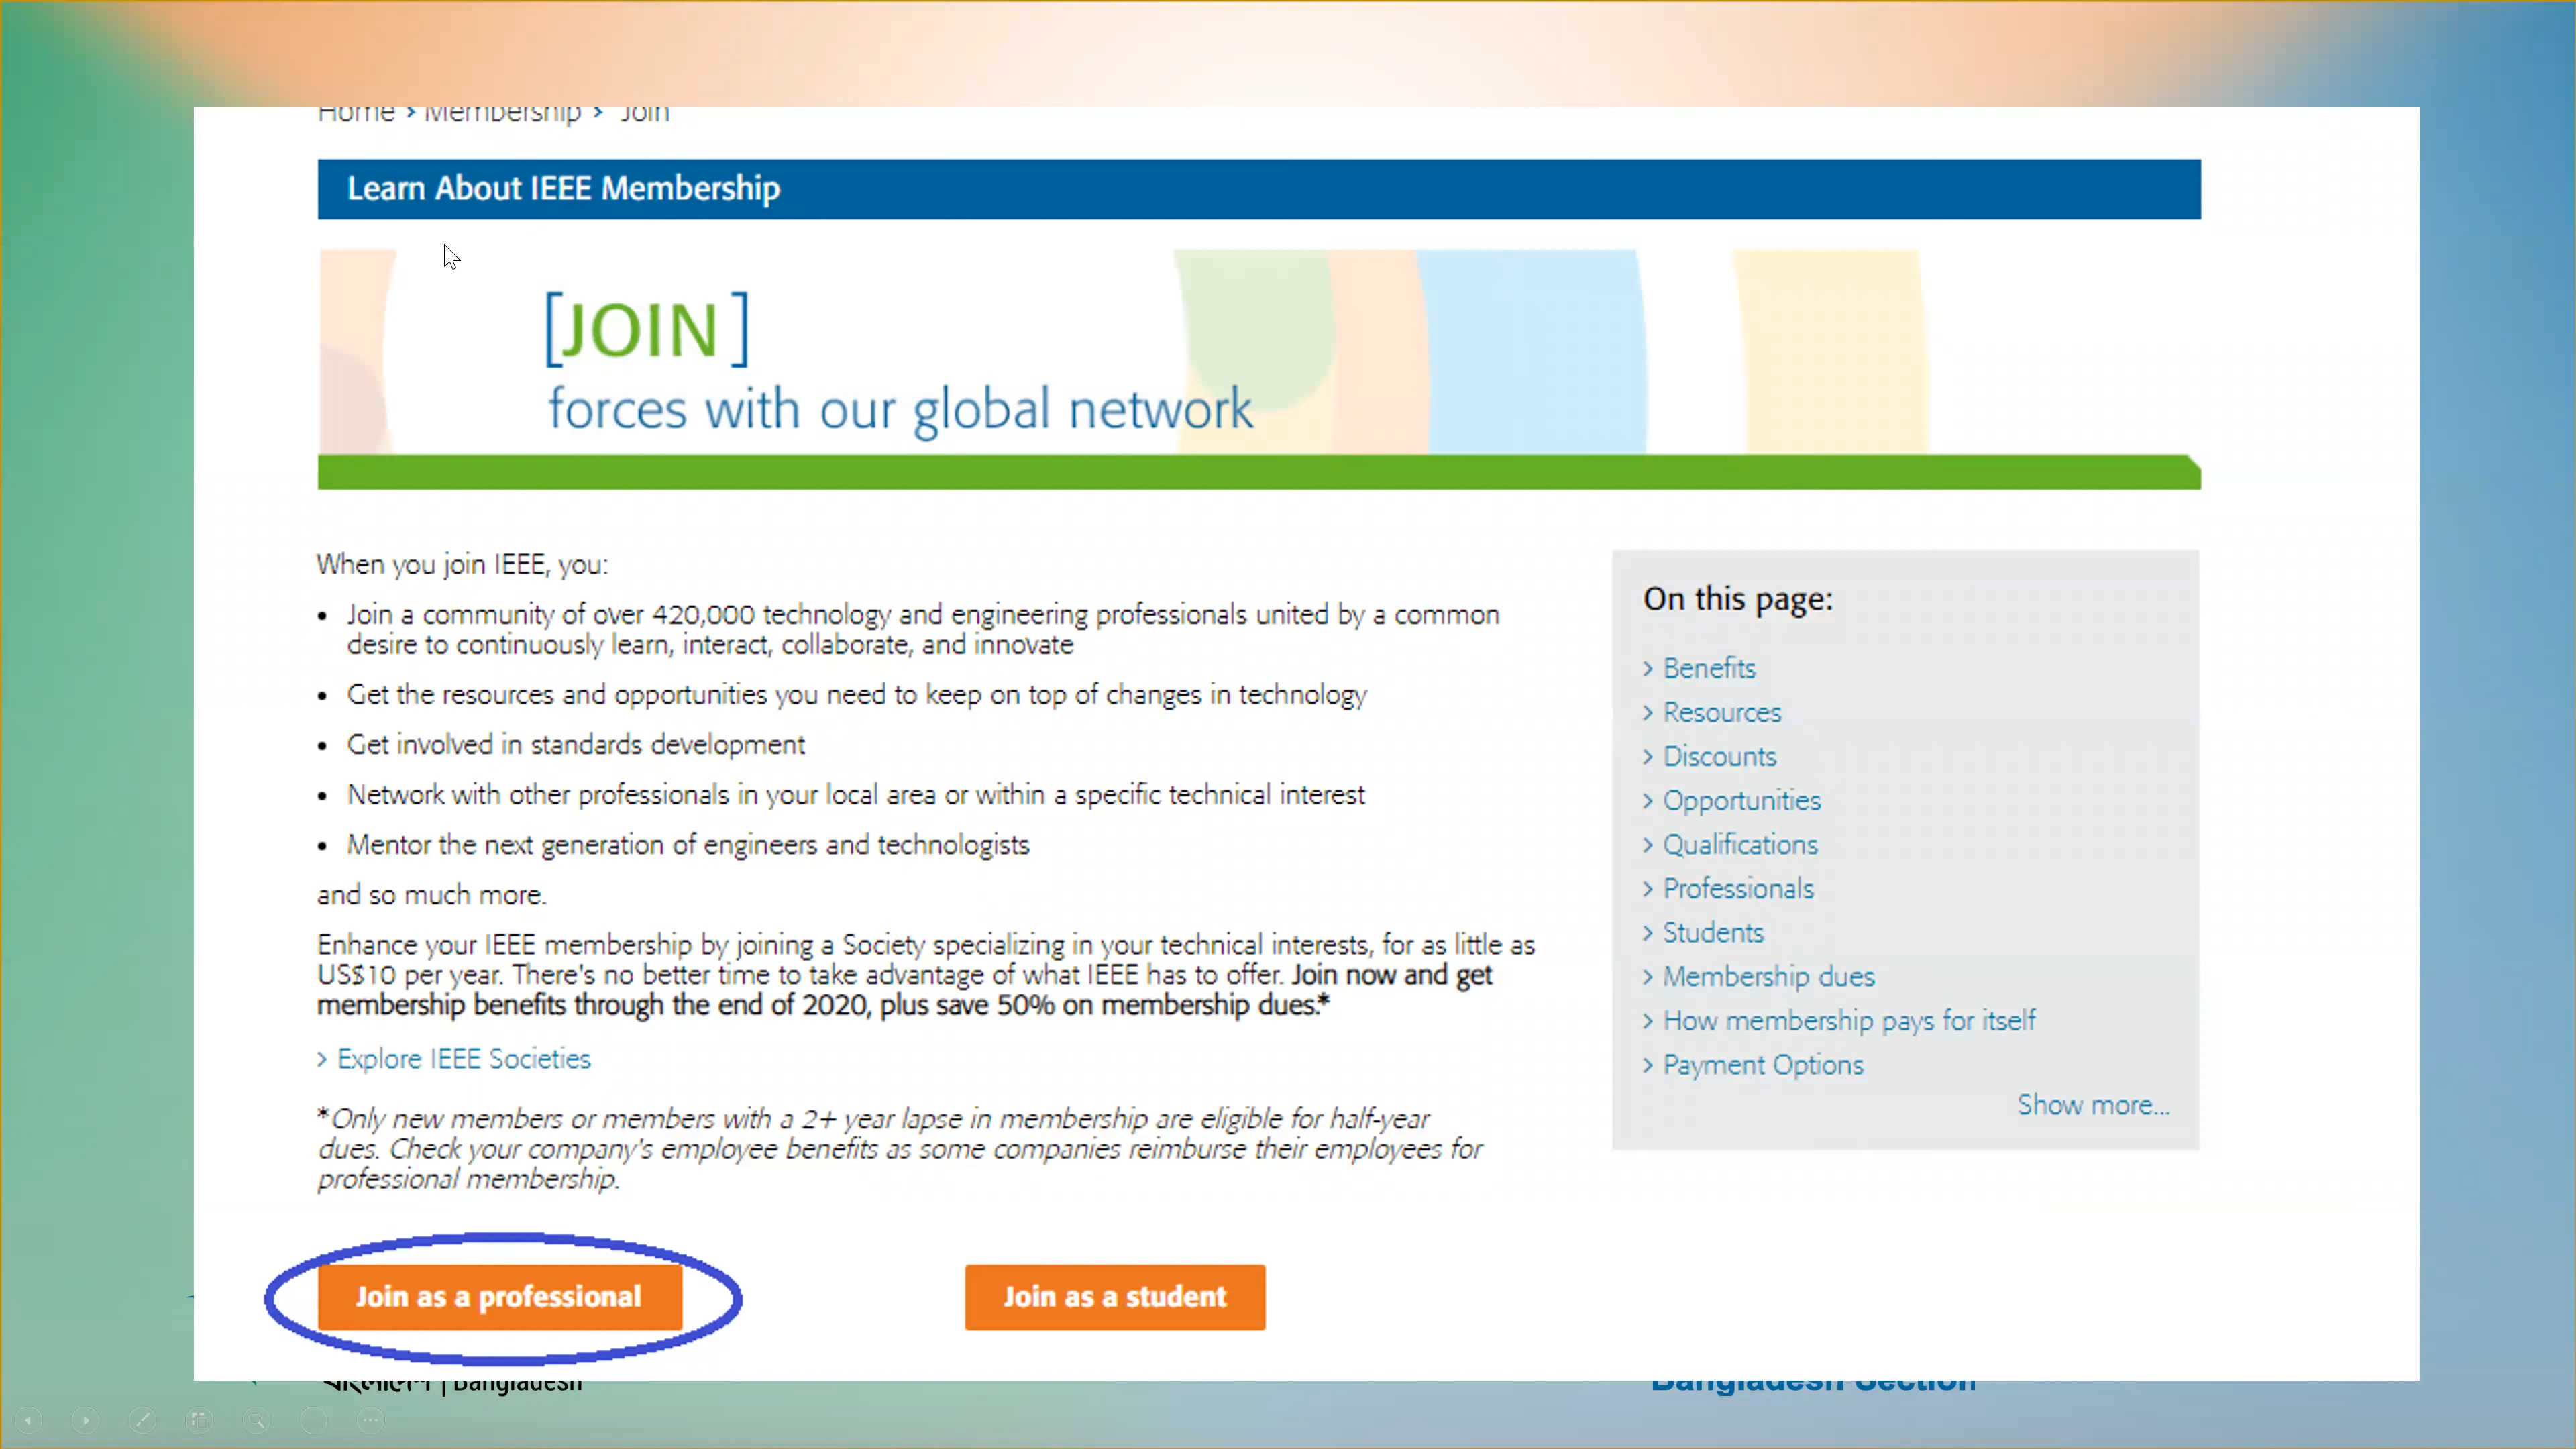 Home > Membership > Join
Learn About IEEE Membership
[JOIN]
forces with our global network
When you join IEEE, you:
• Join a community of over 420,000 technology and engineering professionals united by a common
desire to continuously learn, interact, collaborate, and innovate
• Get the resources and opportunities you need to keep on top of changes in technology
• Get involved in standards development
• Network with other professionals in your local area or within a specific technical interest
• Mentor the next generation of engineers and technologists
and so much more.
Enhance your IEEE membership by joining a Society specializing in your technical interests, for as little as
US$10 per year. There's no better time to take advantage of what IEEE has to offer. Join now and get
membership benefits through the end of 2020, plus save 50% on membership dues.*
> Explore IEEE Societies
*Only new members or members with a 2+ year lapse in membership are eligible for half-year
dues. Check your company's employee benefits as some companies reimburse their employees for
professional membership.
Join as a professional
Join as a student
On this page:
> Benefits
> Resources
> Discounts
> Opportunities
> Qualifications
> Professionals
> Students
> Membership dues
> How membership pays for itself
> Payment Options
Show more...
বাংলাদেশ | Bangladesh
Bangladesh Section